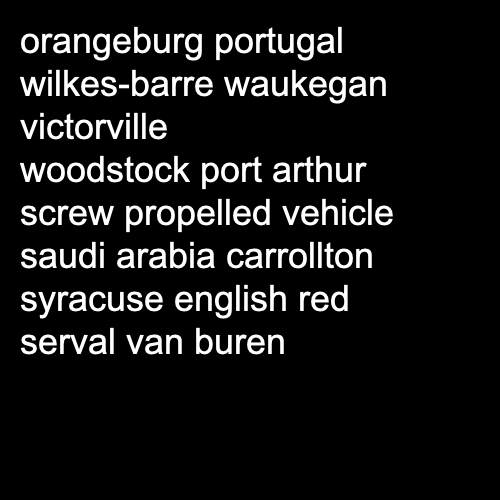 orangeburg portugal
wilkes-barre waukegan
victorville
woodstock port arthur
screw propelled vehicle
saudi arabia carrollton
syracuse english red
serval van buren